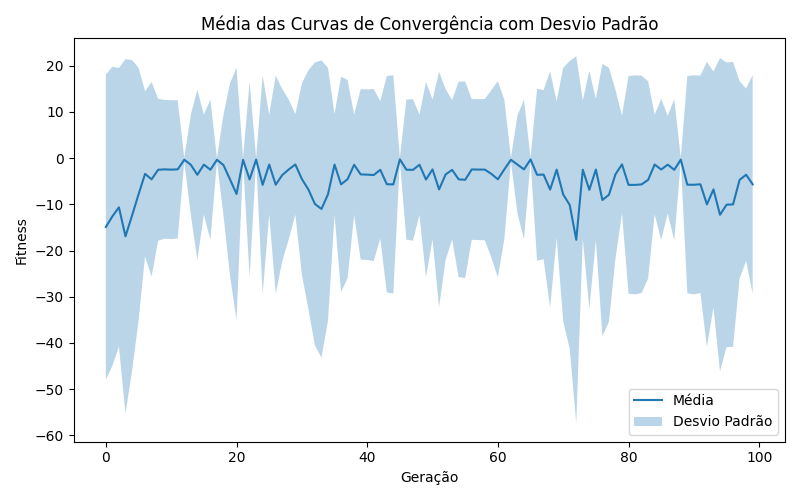 Média das Curvas de Convergência com Desvio Padrão
Fitness
20
10
0
−10
−20
−30
−40
−50
−60
0 20 40 60 80 100
Geração
Média
Desvio Padrão